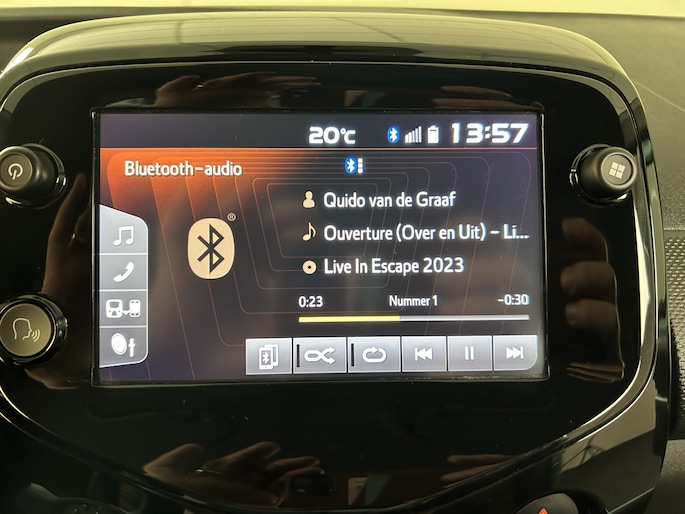 20°C 13:57
Bluetooth-audio
®
Quido van de Graaf
Ouverture (Over en Uit) – Li...
Live In Escape 2023
0:23 Nummer 1 -0:30